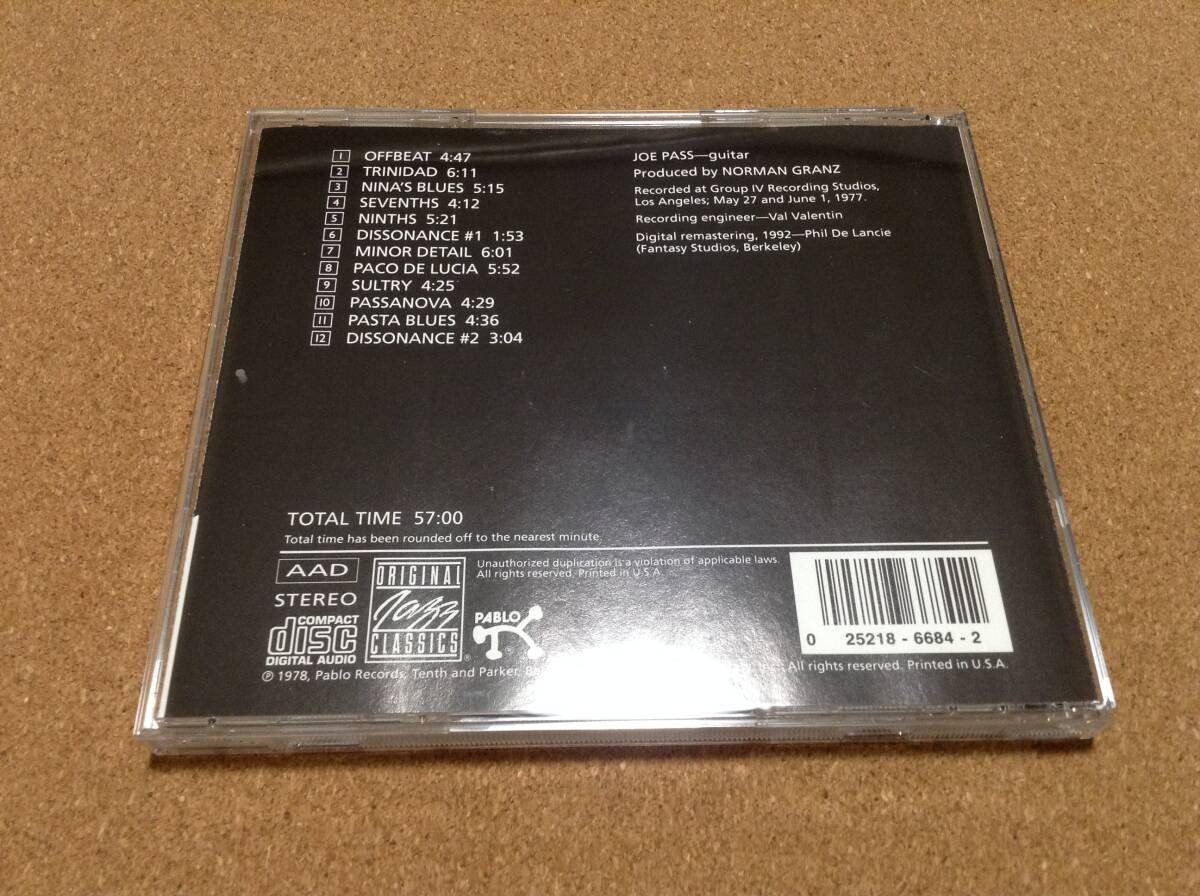 1 OFFBEAT 4:47
2 TRINIDAD 6:11
3 NINA'S BLUES 5:15
4 SEVENTHS 4:12
5 NINTHS 5:21
6 DISSONANCE #1 1:53
7 MINOR DETAIL 6:01
8 PACO DE LUCIA 5:52
9 SULTRY 4:25
10 PASSANOVA 4:29
11 PASTA BLUES 4:36
12 DISSONANCE #2 3:04
JOE PASS—guitar
Produced by NORMAN GRANZ
Recorded at Group IV Recording Studios,
Los Angeles; May 27 and June 1, 1977.
Recording engineer—Val Valentin
Digital remastering, 1992—Phil De Lancie
(Fantasy Studios, Berkeley)
TOTAL TIME 57:00
Total time has been rounded off to the nearest minute.
AAD
STEREO
COMPACT
disc
DIGITAL AUDIO
ORIGINAL
Jazz
CLASSICS
®
PABLO
Unauthorized duplication is a violation of applicable laws.
All rights reserved. Printed in U.S.A.
0 25218-6684-2
℗ 1978, Pablo Records, Tenth and Parker, All rights reserved. Printed in U.S.A.